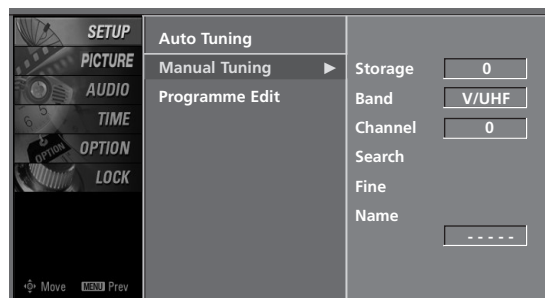 SETUP
PICTURE
AUDIO
TIME
OPTION
LOCK
Move MENU Prev
Auto Tuning
Manual Tuning ►
Programme Edit
Storage 0
Band V/UHF
Channel 0
Search
Fine
Name
- - - - -